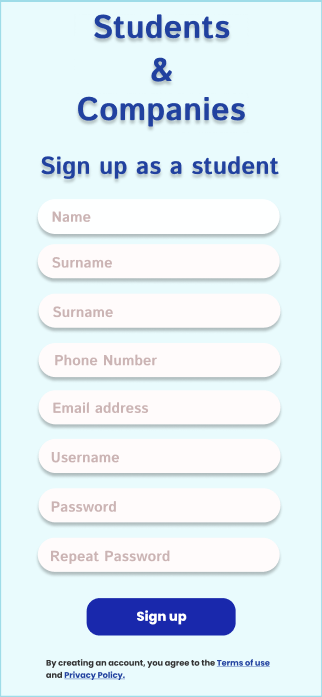 Students
&
Companies
Sign up as a student
Name
Surname
Surname
Phone Number
Email address
Username
Password
Repeat Password
Sign up
By creating an account, you agree to the Terms of use
and Privacy Policy.